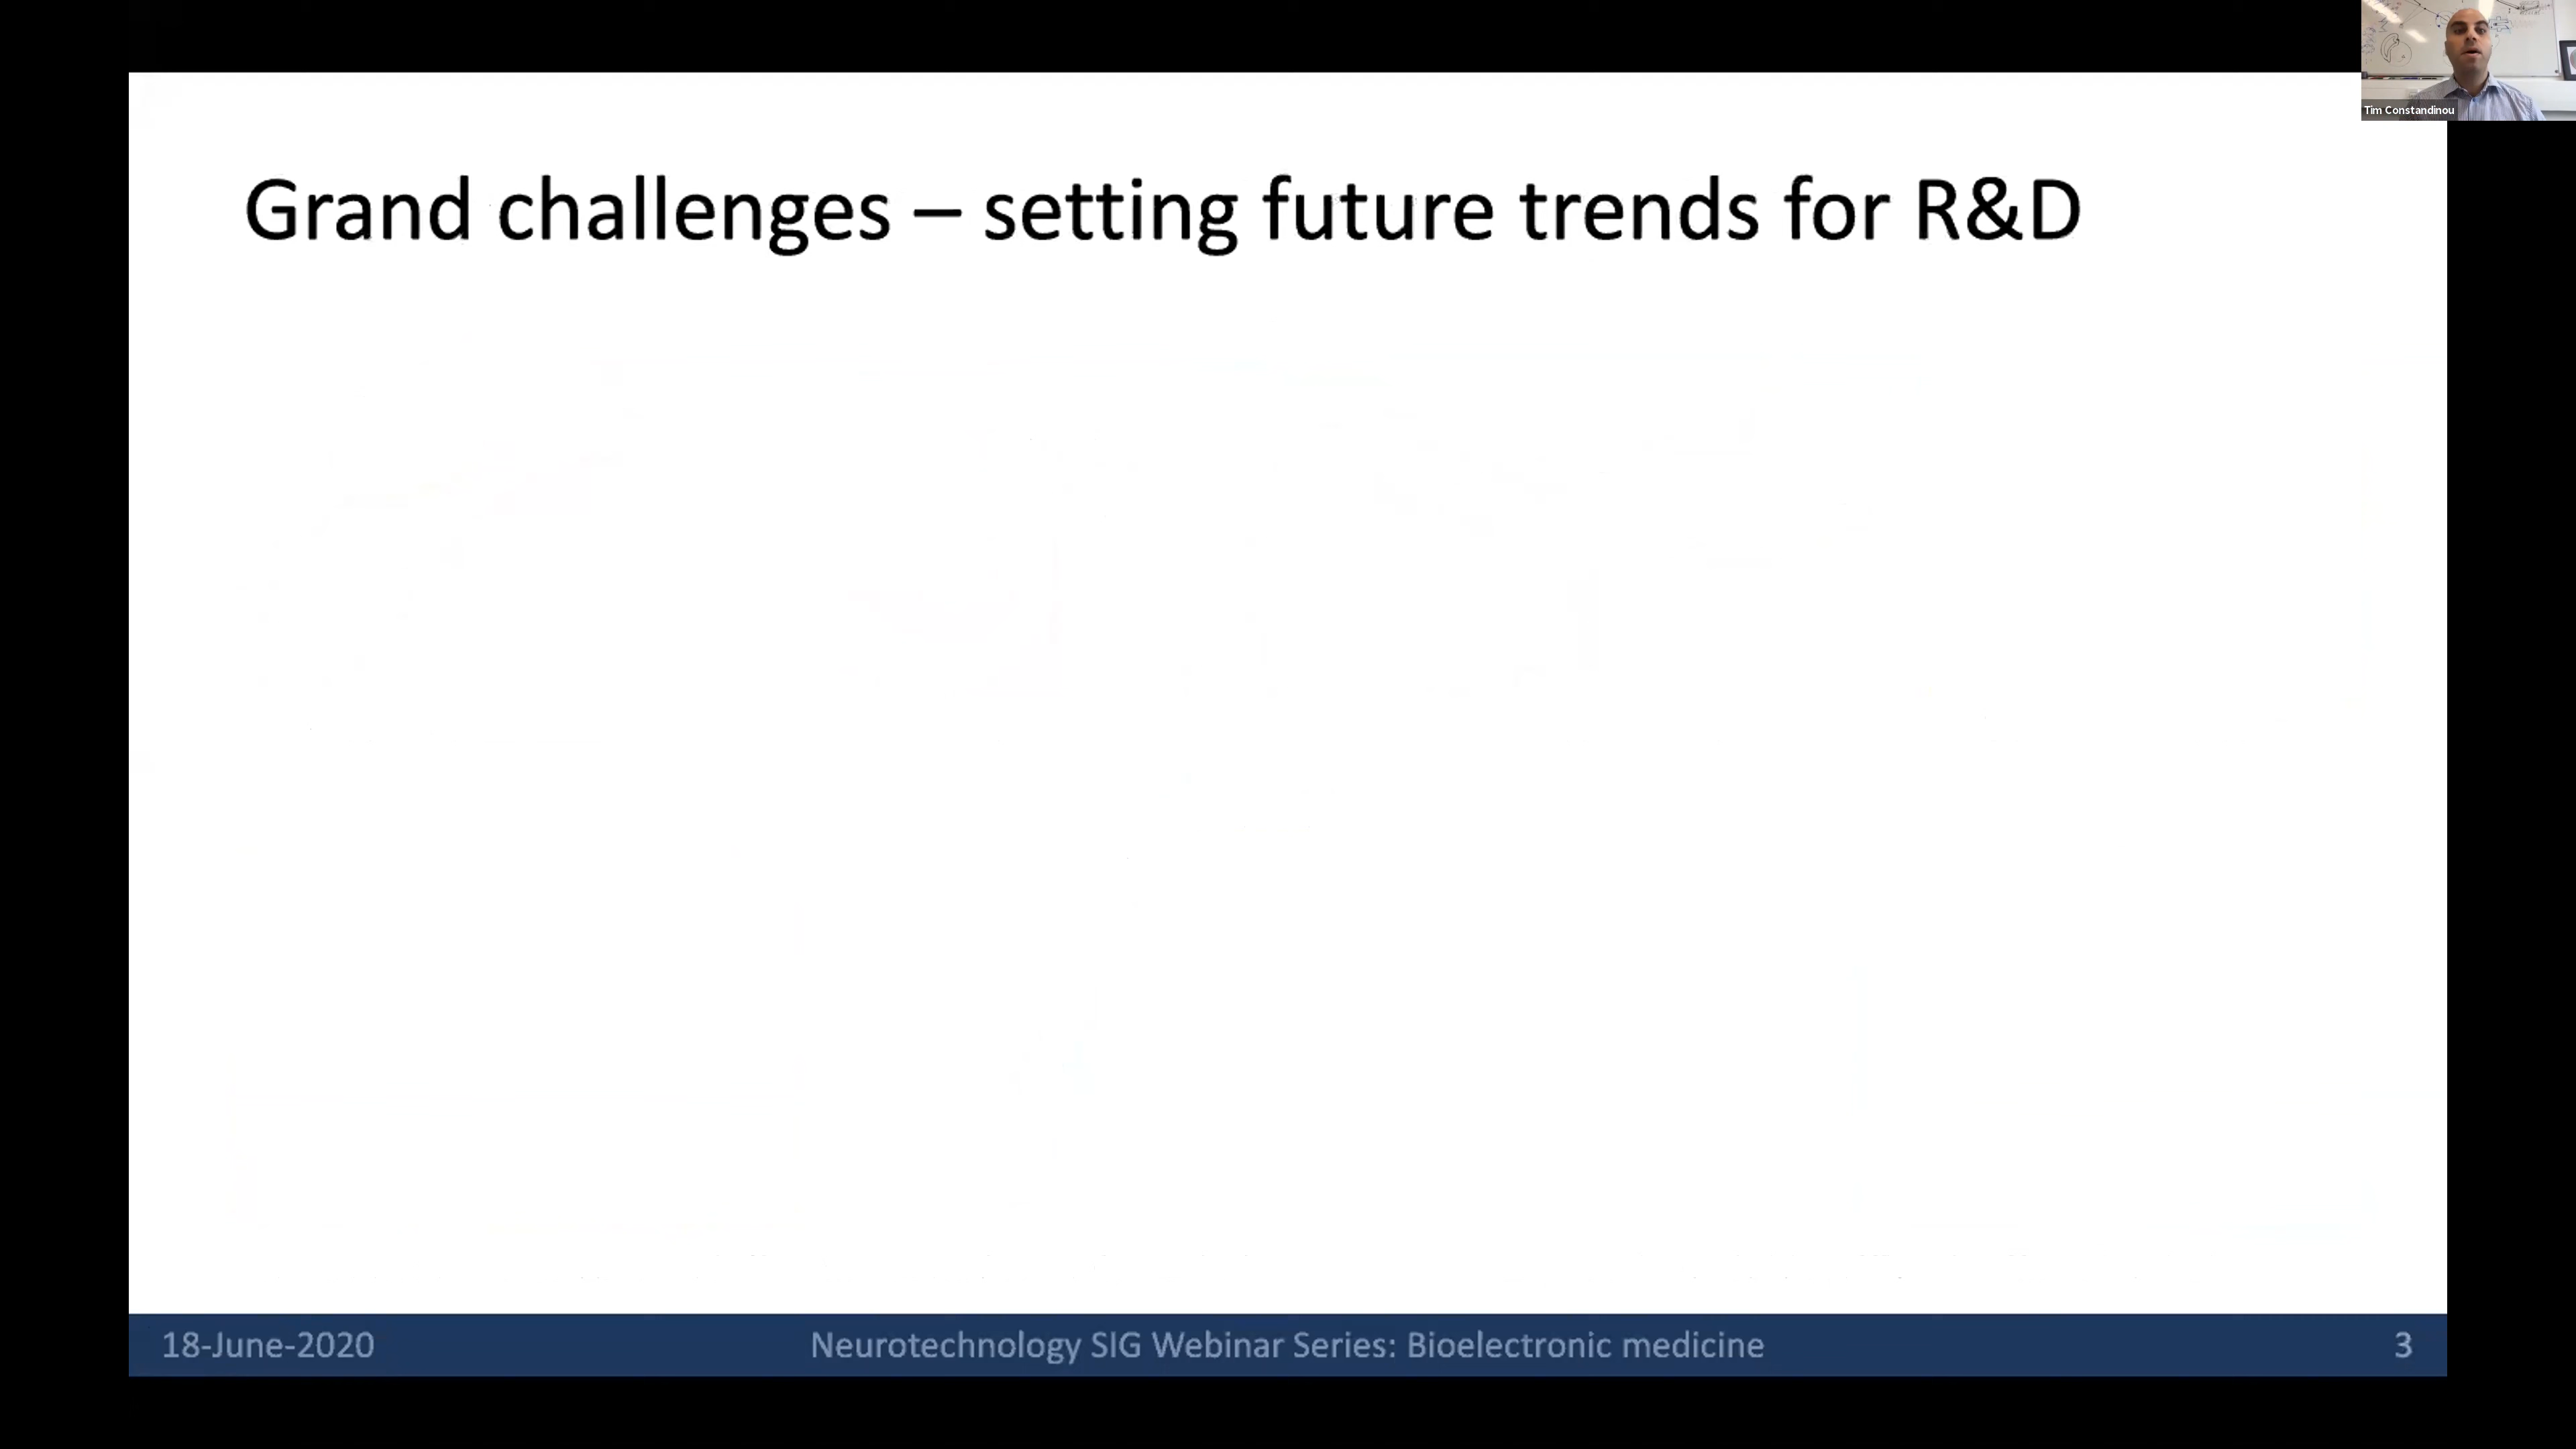 Tim Constandinou
Grand challenges – setting future trends for R&D
18-June-2020
Neurotechnology SIG Webinar Series: Bioelectronic medicine
3